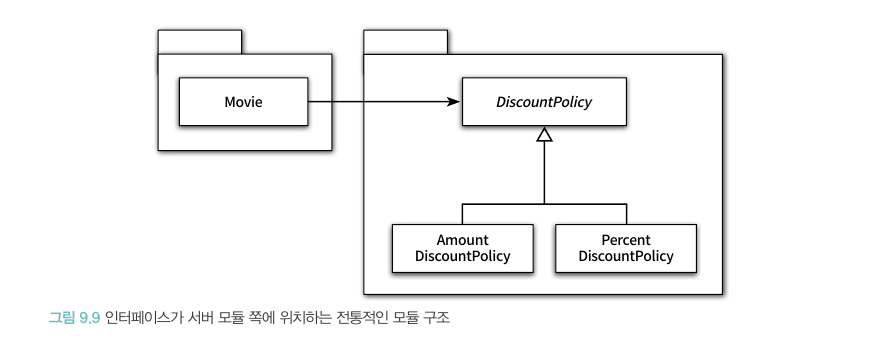 Movie
DiscountPolicy
Amount
DiscountPolicy
Percent
DiscountPolicy
그림 9.9 인터페이스가 서버 모듈 쪽에 위치하는 전통적인 모듈 구조